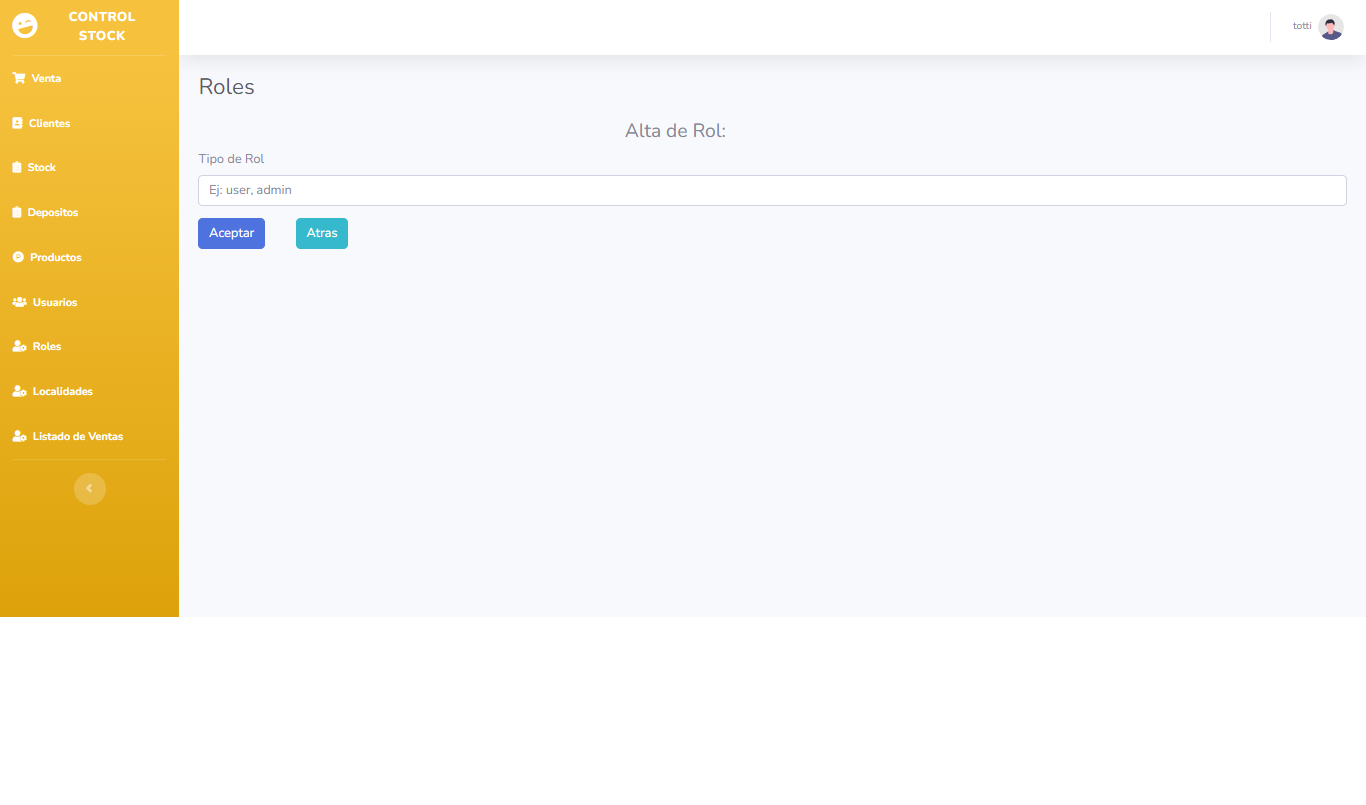 CONTROL
STOCK
totti
Venta
Clientes
Stock
Depositos
Productos
Usuarios
Roles
Localidades
Listado de Ventas
Roles
Alta de Rol:
Tipo de Rol
Ej: user, admin
Aceptar
Atras